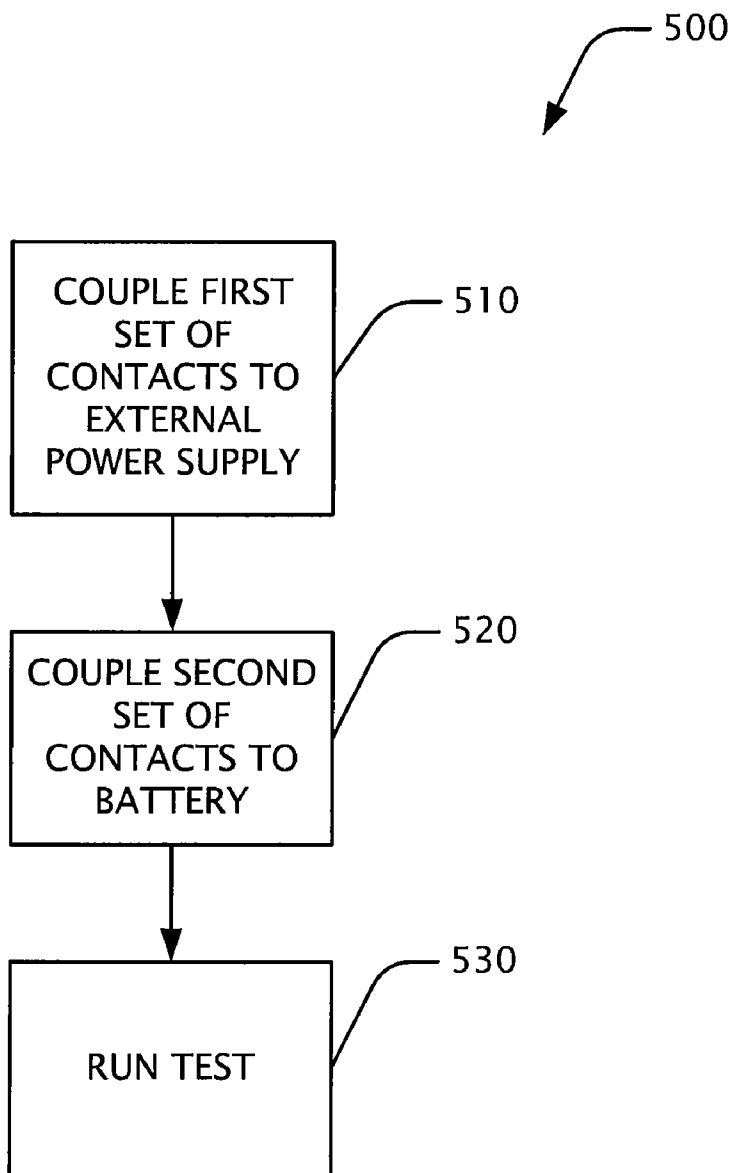 500
COUPLE FIRST
SET OF
CONTACTS TO
EXTERNAL
POWER SUPPLY
510
COUPLE SECOND
SET OF
CONTACTS TO
BATTERY
520
RUN TEST
530